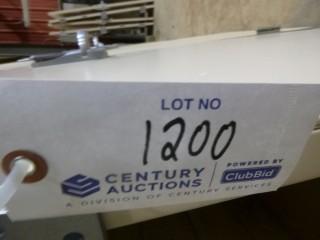 LOT NO
1200
CENTURY AUCTIONS
POWERED BY
ClubBid
A DIVISION OF CENTURY SERVICES